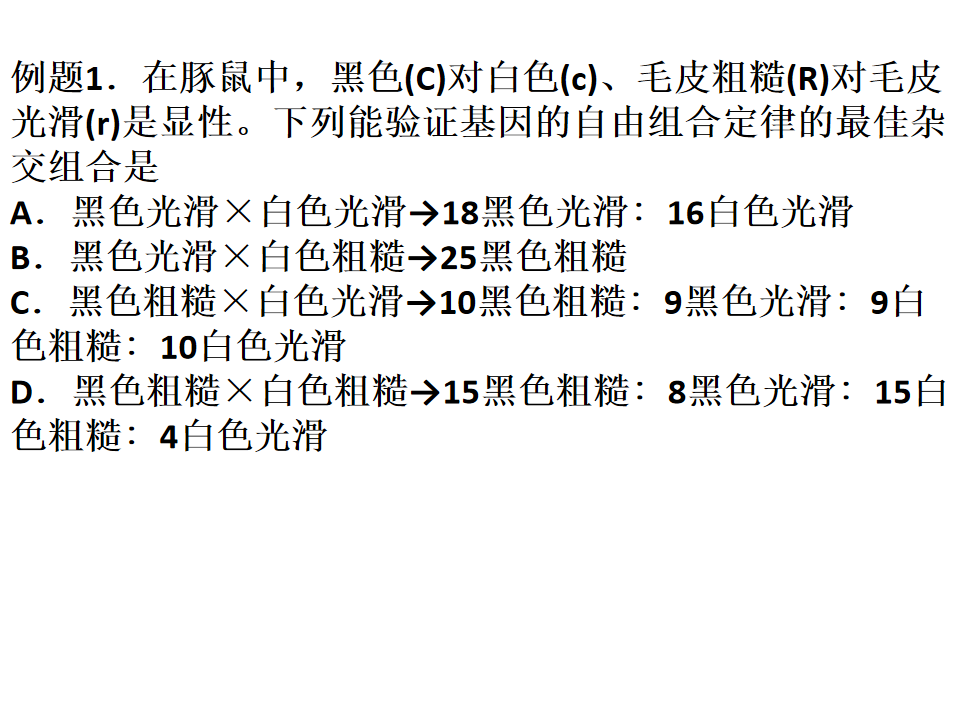 例题1．在豚鼠中，黑色(C)对白色(c)、毛皮粗糙(R)对毛皮
光滑(r)是显性。下列能验证基因的自由组合定律的最佳杂
交组合是
A．黑色光滑×白色光滑→18黑色光滑：16白色光滑
B．黑色光滑×白色粗糙→25黑色粗糙
C．黑色粗糙×白色光滑→10黑色粗糙：9黑色光滑：9白
色粗糙：10白色光滑
D．黑色粗糙×白色粗糙→15黑色粗糙：8黑色光滑：15白
色粗糙：4白色光滑